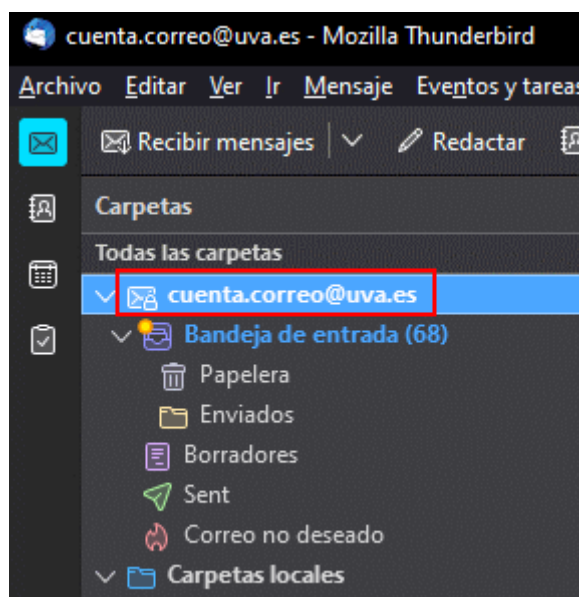 cuenta.correo@uva.es - Mozilla Thunderbird
Archivo Editar Ver Ir Mensaje Eventos y tareas
Recibir mensajes Redactar
Carpetas
Todas las carpetas
cuenta.correo@uva.es
Bandeja de entrada (68)
Papelera
Enviados
Borradores
Sent
Correo no deseado
Carpetas locales